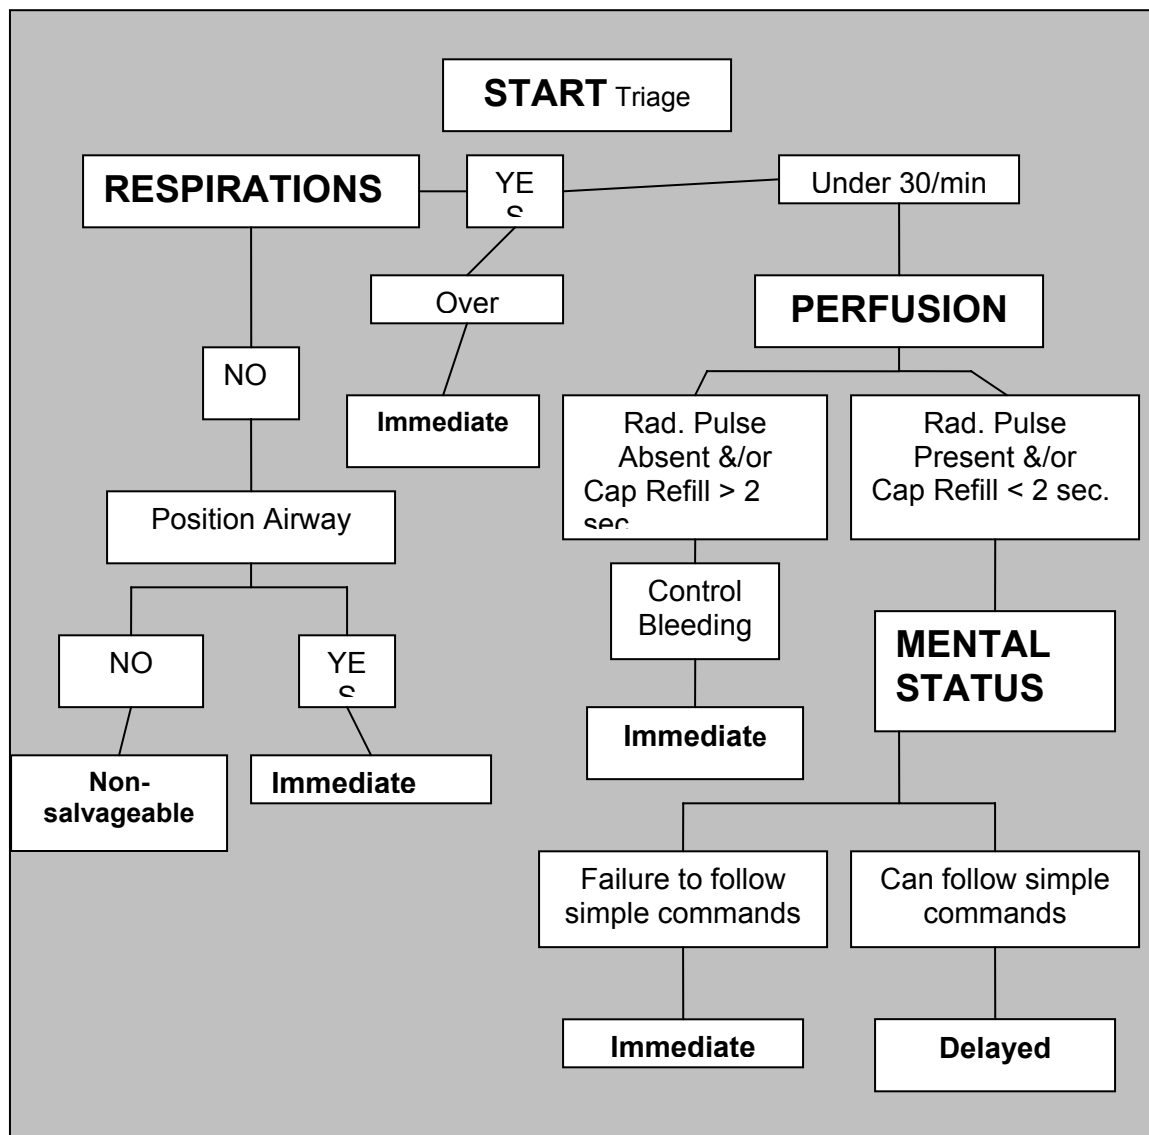 START Triage
RESPIRATIONS
YE
S
Under 30/min
Over
PERFUSION
NO
Immediate
Rad. Pulse
Absent &/or
Cap Refill > 2
sec
Rad. Pulse
Present &/or
Cap Refill < 2 sec.
Position Airway
Control
Bleeding
MENTAL
STATUS
NO
YE
S
Immediate
Non-
salvageable
Immediate
Failure to follow
simple commands
Can follow simple
commands
Immediate
Delayed